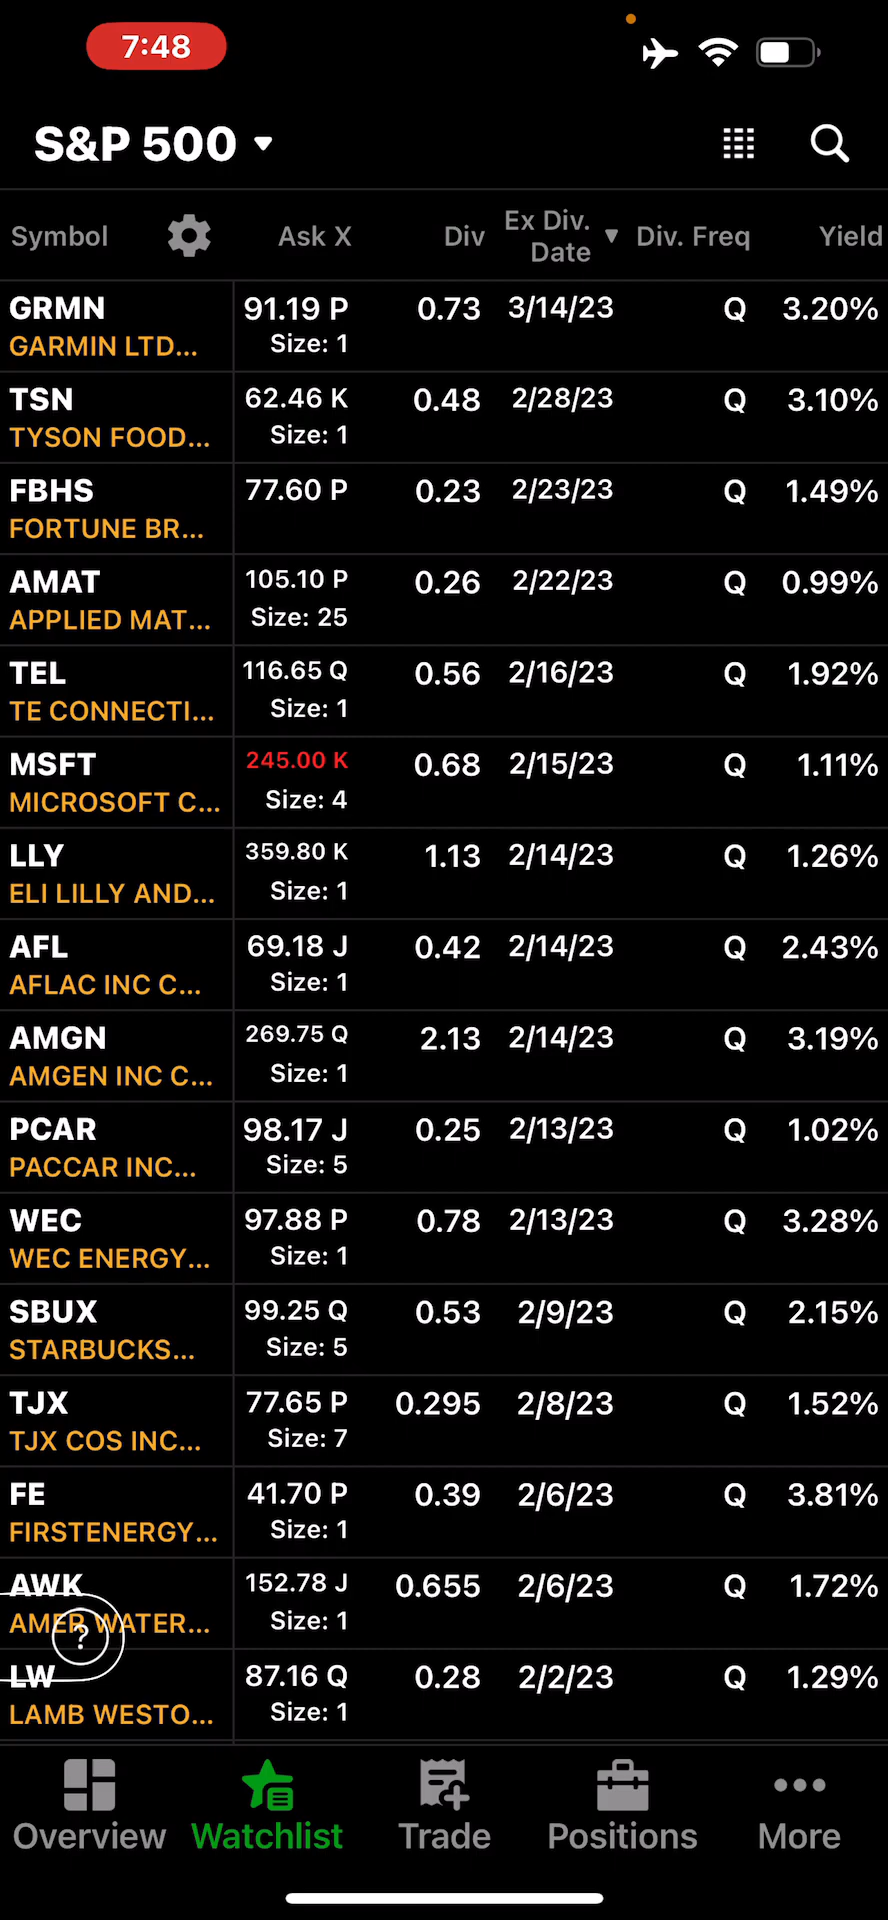 7:48
S&P 500
Symbol Ask X Div Ex Div. Date Div. Freq Yield
GRMN 91.19 P 0.73 3/14/23 Q 3.20%
GARMIN LTD... Size: 1
TSN 62.46 K 0.48 2/28/23 Q 3.10%
TYSON FOOD... Size: 1
FBHS 77.60 P 0.23 2/23/23 Q 1.49%
FORTUNE BR...
AMAT 105.10 P 0.26 2/22/23 Q 0.99%
APPLIED MAT... Size: 25
TEL 116.65 Q 0.56 2/16/23 Q 1.92%
TE CONNECTI... Size: 1
MSFT 245.00 K 0.68 2/15/23 Q 1.11%
MICROSOFT C... Size: 4
LLY 359.80 K 1.13 2/14/23 Q 1.26%
ELI LILLY AND... Size: 1
AFL 69.18 J 0.42 2/14/23 Q 2.43%
AFLAC INC C... Size: 1
AMGN 269.75 Q 2.13 2/14/23 Q 3.19%
AMGEN INC C... Size: 1
PCAR 98.17 J 0.25 2/13/23 Q 1.02%
PACCAR INC... Size: 5
WEC 97.88 P 0.78 2/13/23 Q 3.28%
WEC ENERGY... Size: 1
SBUX 99.25 Q 0.53 2/9/23 Q 2.15%
STARBUCKS... Size: 5
TJX 77.65 P 0.295 2/8/23 Q 1.52%
TJX COS INC... Size: 7
FE 41.70 P 0.39 2/6/23 Q 3.81%
FIRSTENERGY... Size: 1
AWK 152.78 J 0.655 2/6/23 Q 1.72%
AMER WATER... Size: 1
?
LW 87.16 Q 0.28 2/2/23 Q 1.29%
LAMB WESTO... Size: 1
Overview Watchlist Trade Positions More